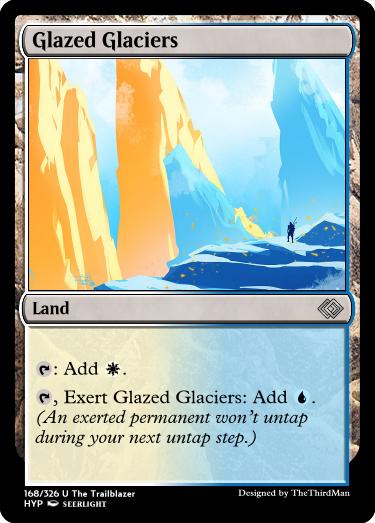 Glazed Glaciers
Land
: Add .
, Exert Glazed Glaciers: Add .
(An exerted permanent won't untap
during your next untap step.)
168/326 U The Trailblazer
Designed by TheThirdMan
HYP SEERLIGHT